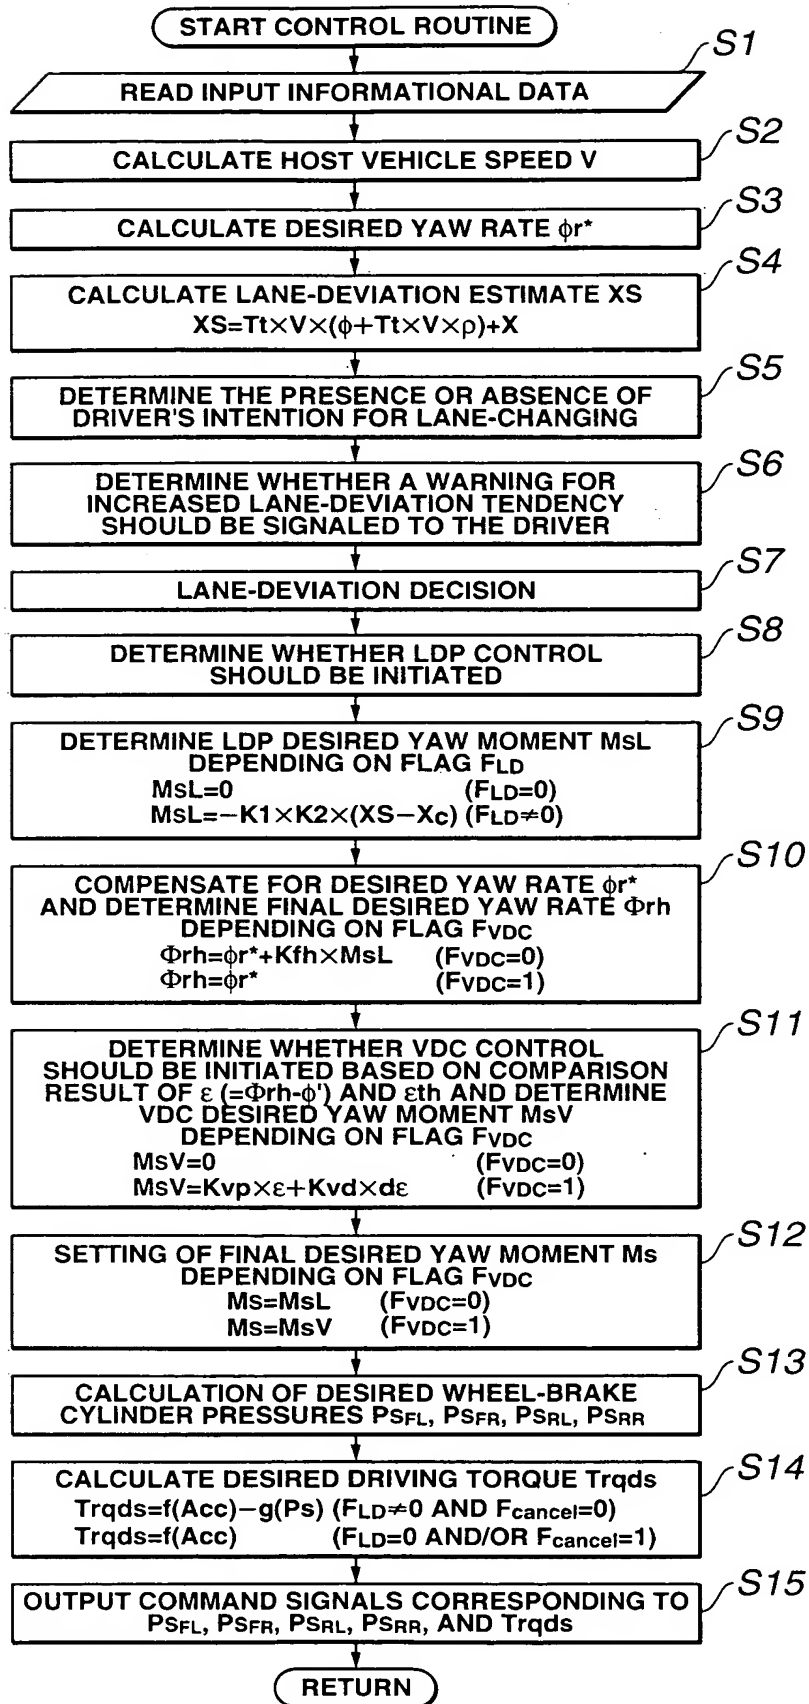 START CONTROL ROUTINE
S1
READ INPUT INFORMATIONAL DATA
S2
CALCULATE HOST VEHICLE SPEED V
S3
CALCULATE DESIRED YAW RATE ϕr*
S4
CALCULATE LANE-DEVIATION ESTIMATE XS
XS=Tt×V×(ϕ+Tt×V×ρ)+X
S5
DETERMINE THE PRESENCE OR ABSENCE OF
DRIVER'S INTENTION FOR LANE-CHANGING
S6
DETERMINE WHETHER A WARNING FOR
INCREASED LANE-DEVIATION TENDENCY
SHOULD BE SIGNALED TO THE DRIVER
S7
LANE-DEVIATION DECISION
S8
DETERMINE WHETHER LDP CONTROL
SHOULD BE INITIATED
S9
DETERMINE LDP DESIRED YAW MOMENT MsL
DEPENDING ON FLAG FLD
MsL=0 (FLD=0)
MsL=−K1×K2×(XS−Xc) (FLD≠0)
S10
COMPENSATE FOR DESIRED YAW RATE ϕr*
AND DETERMINE FINAL DESIRED YAW RATE Φrh
DEPENDING ON FLAG FVDC
Φrh=ϕr*+Kfh×MsL (FVDC=0)
Φrh=ϕr* (FVDC=1)
S11
DETERMINE WHETHER VDC CONTROL
SHOULD BE INITIATED BASED ON COMPARISON
RESULT OF ε (=Φrh-ϕ') AND εth AND DETERMINE
VDC DESIRED YAW MOMENT MsV
DEPENDING ON FLAG FVDC
MsV=0 (FVDC=0)
MsV=Kvp×ε+Kvd×dε (FVDC=1)
S12
SETTING OF FINAL DESIRED YAW MOMENT Ms
DEPENDING ON FLAG FVDC
Ms=MsL (FVDC=0)
Ms=MsV (FVDC=1)
S13
CALCULATION OF DESIRED WHEEL-BRAKE
CYLINDER PRESSURES PSFL, PSFR, PSRL, PSRR
S14
CALCULATE DESIRED DRIVING TORQUE Trqds
Trqds=f(Acc)−g(Ps) (FLD≠0 AND Fcancel=0)
Trqds=f(Acc) (FLD=0 AND/OR Fcancel=1)
S15
OUTPUT COMMAND SIGNALS CORRESPONDING TO
PSFL, PSFR, PSRL, PSRR, AND Trqds
RETURN